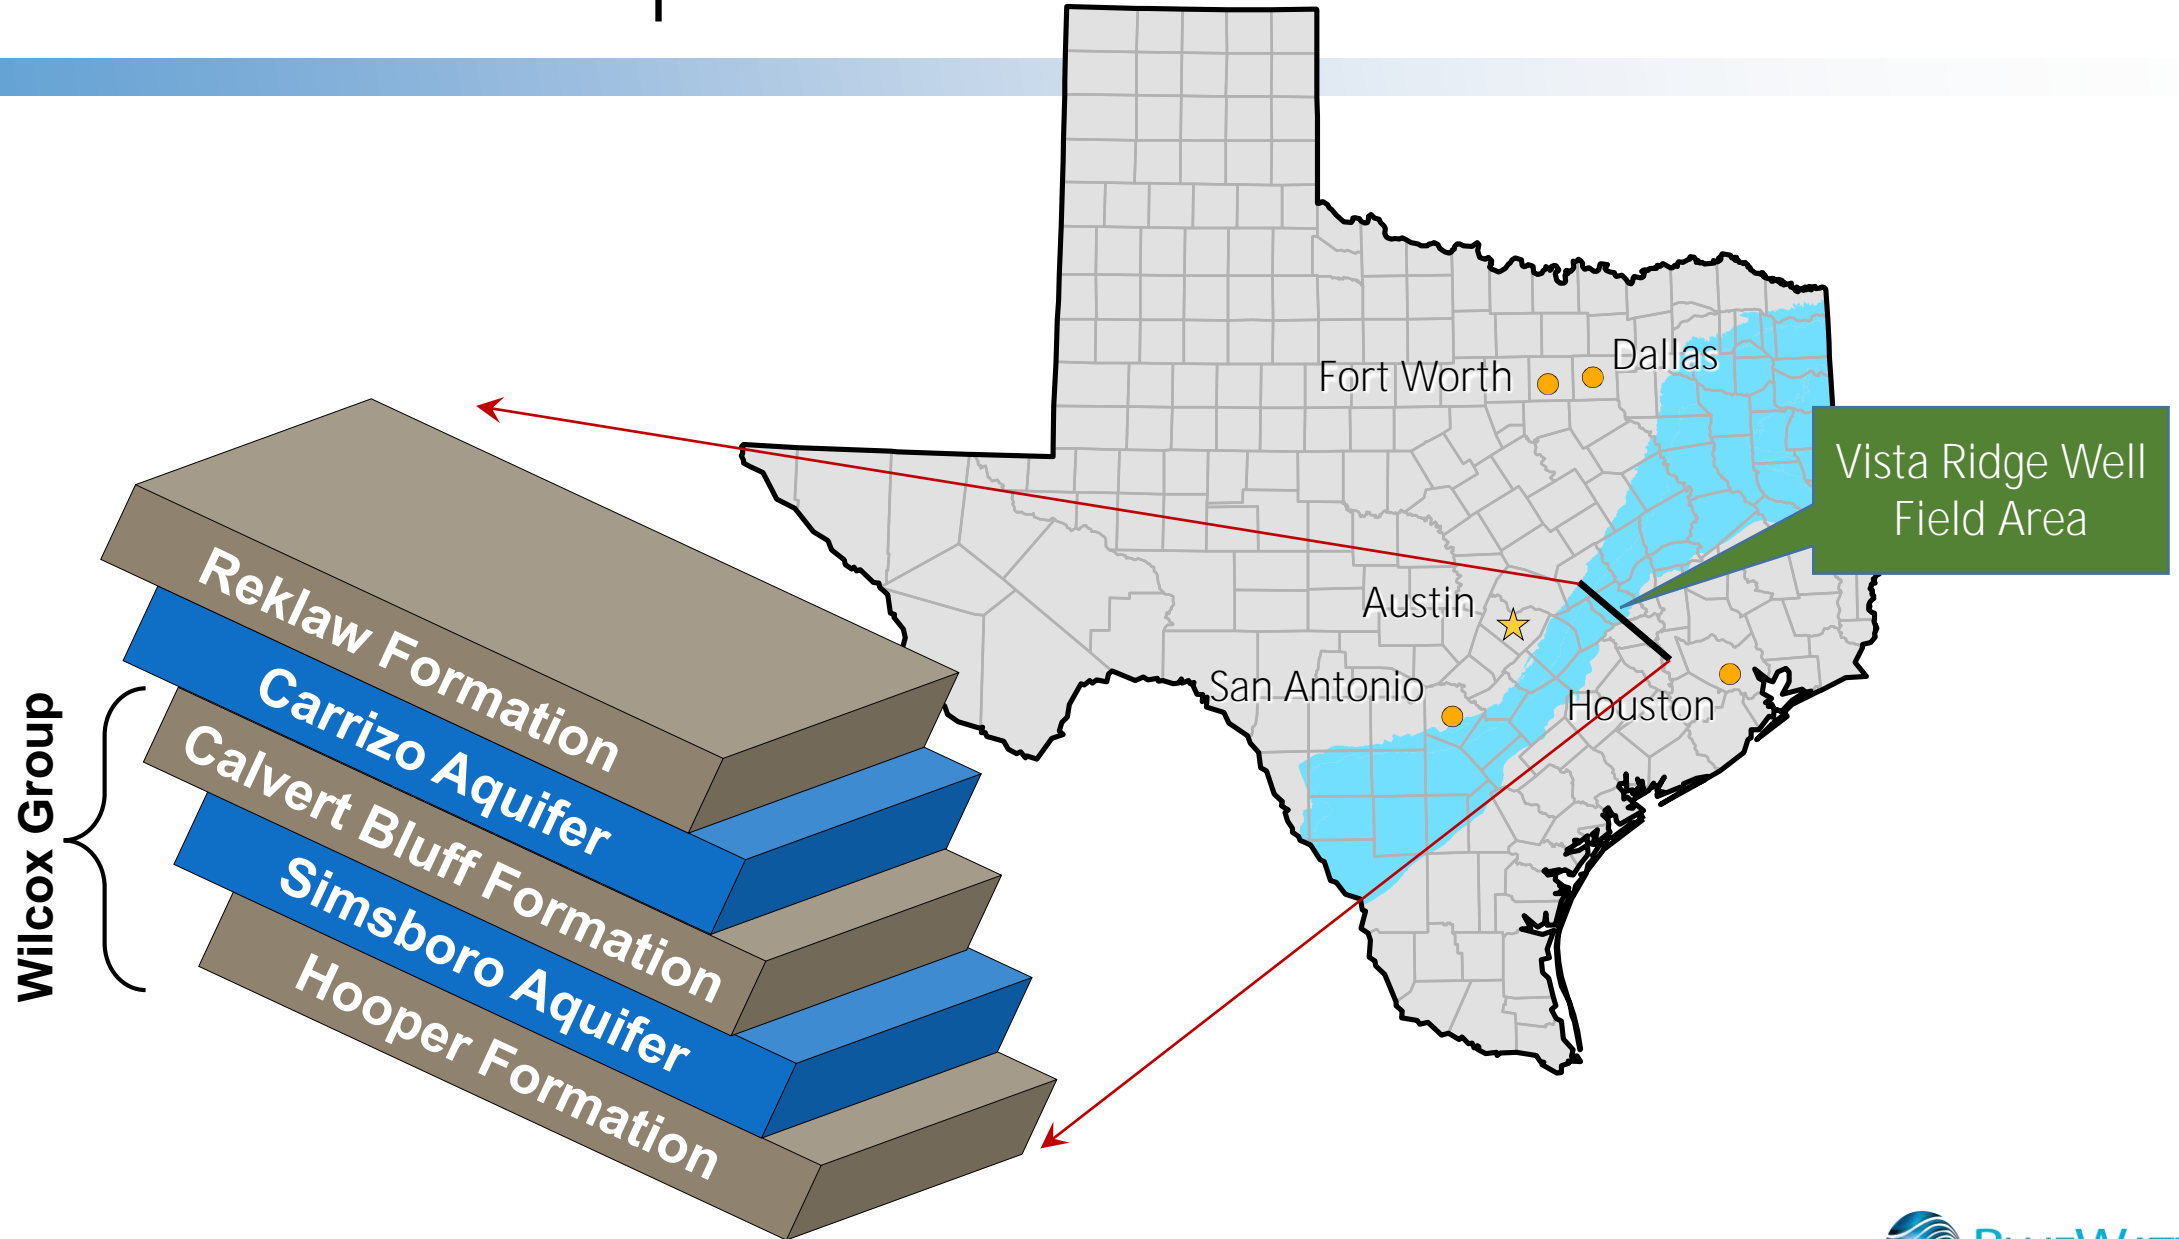 Fort Worth
Dallas
Vista Ridge Well
Field Area
Austin
San Antonio
Houston
Reklaw Formation
Carrizo Aquifer
Calvert Bluff Formation
Simsboro Aquifer
Hooper Formation
Wilcox Group